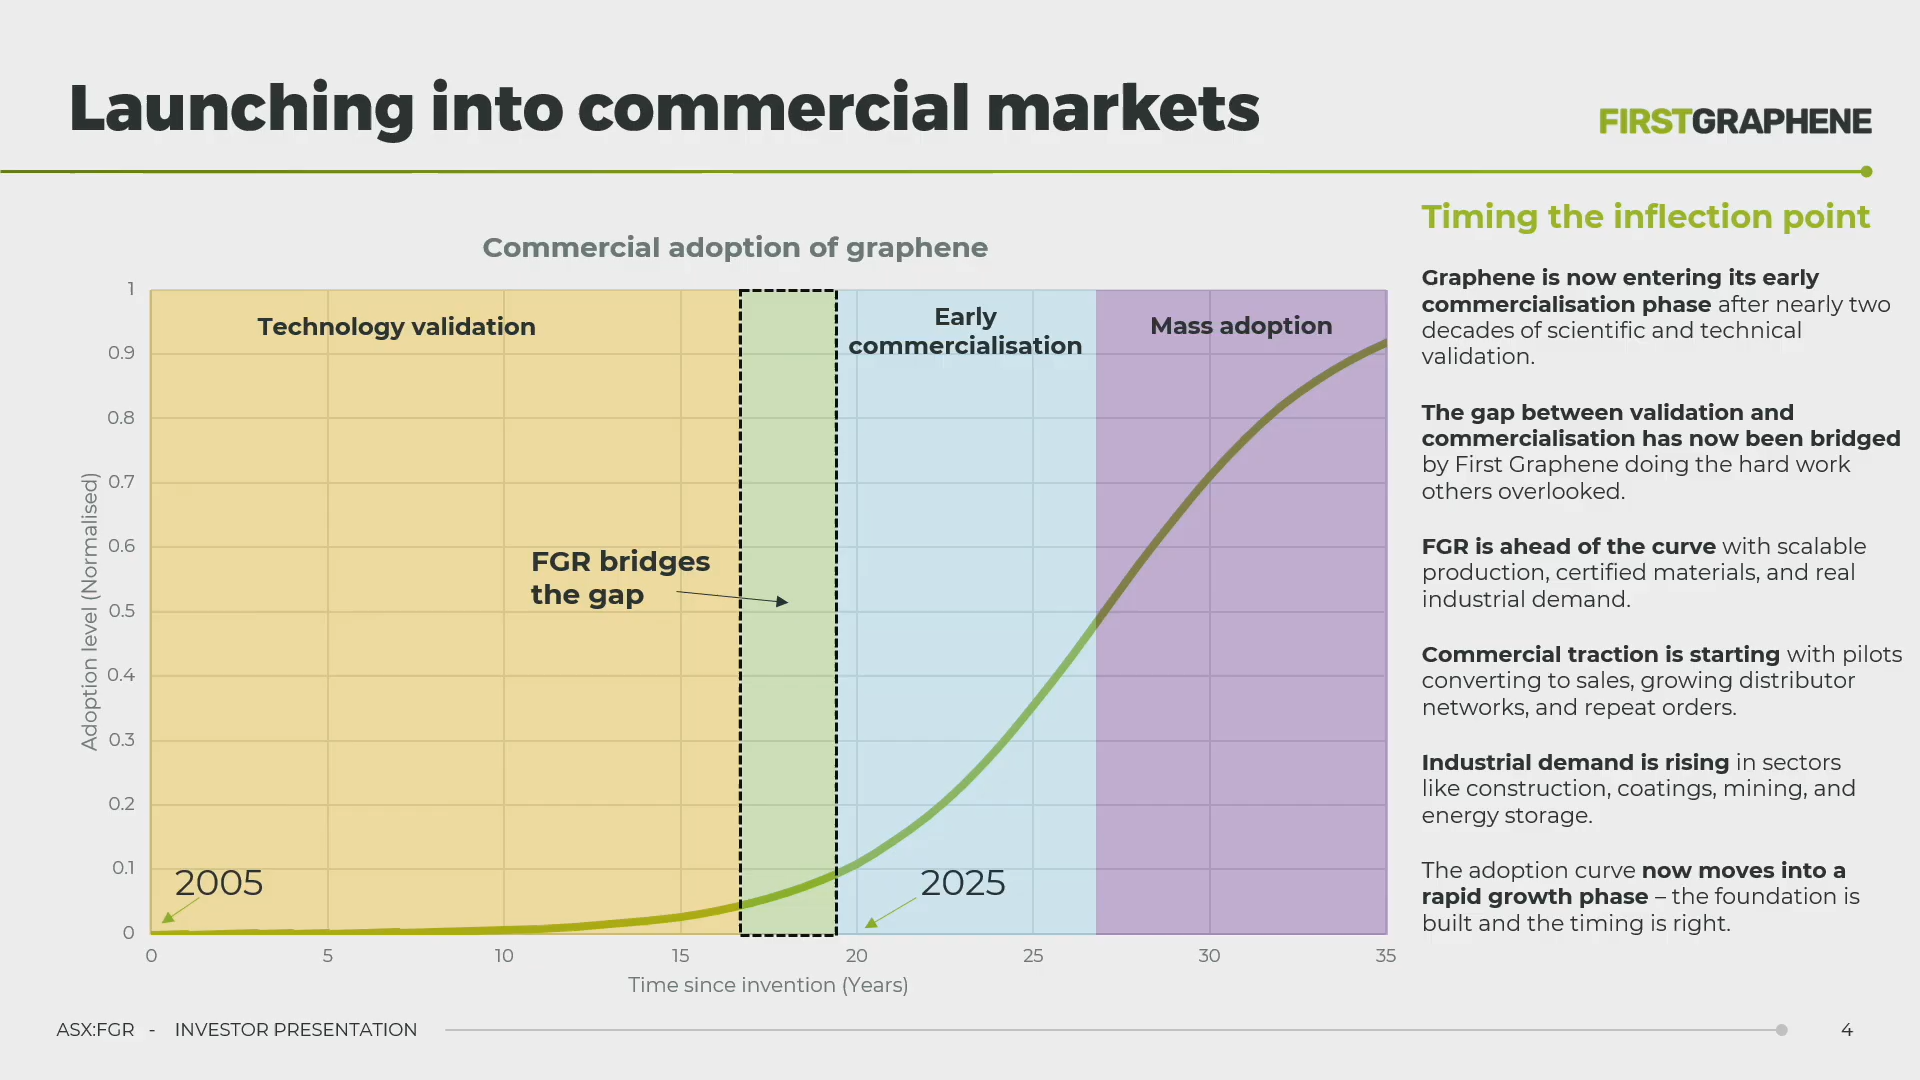 Launching into commercial markets
FIRSTGRAPHENE
Commercial adoption of graphene
Technology validation
Early
commercialisation
Mass adoption
FGR bridges
the gap
2005
2025
Adoption level (Normalised)
1
0.9
0.8
0.7
0.6
0.5
0.4
0.3
0.2
0.1
0
0 5 10 15 20 25 30 35
Time since invention (Years)
Timing the inflection point
Graphene is now entering its early
commercialisation phase after nearly two
decades of scientific and technical
validation.
The gap between validation and
commercialisation has now been bridged
by First Graphene doing the hard work
others overlooked.
FGR is ahead of the curve with scalable
production, certified materials, and real
industrial demand.
Commercial traction is starting with pilots
converting to sales, growing distributor
networks, and repeat orders.
Industrial demand is rising in sectors
like construction, coatings, mining, and
energy storage.
The adoption curve now moves into a
rapid growth phase – the foundation is
built and the timing is right.
ASX:FGR - INVESTOR PRESENTATION
4